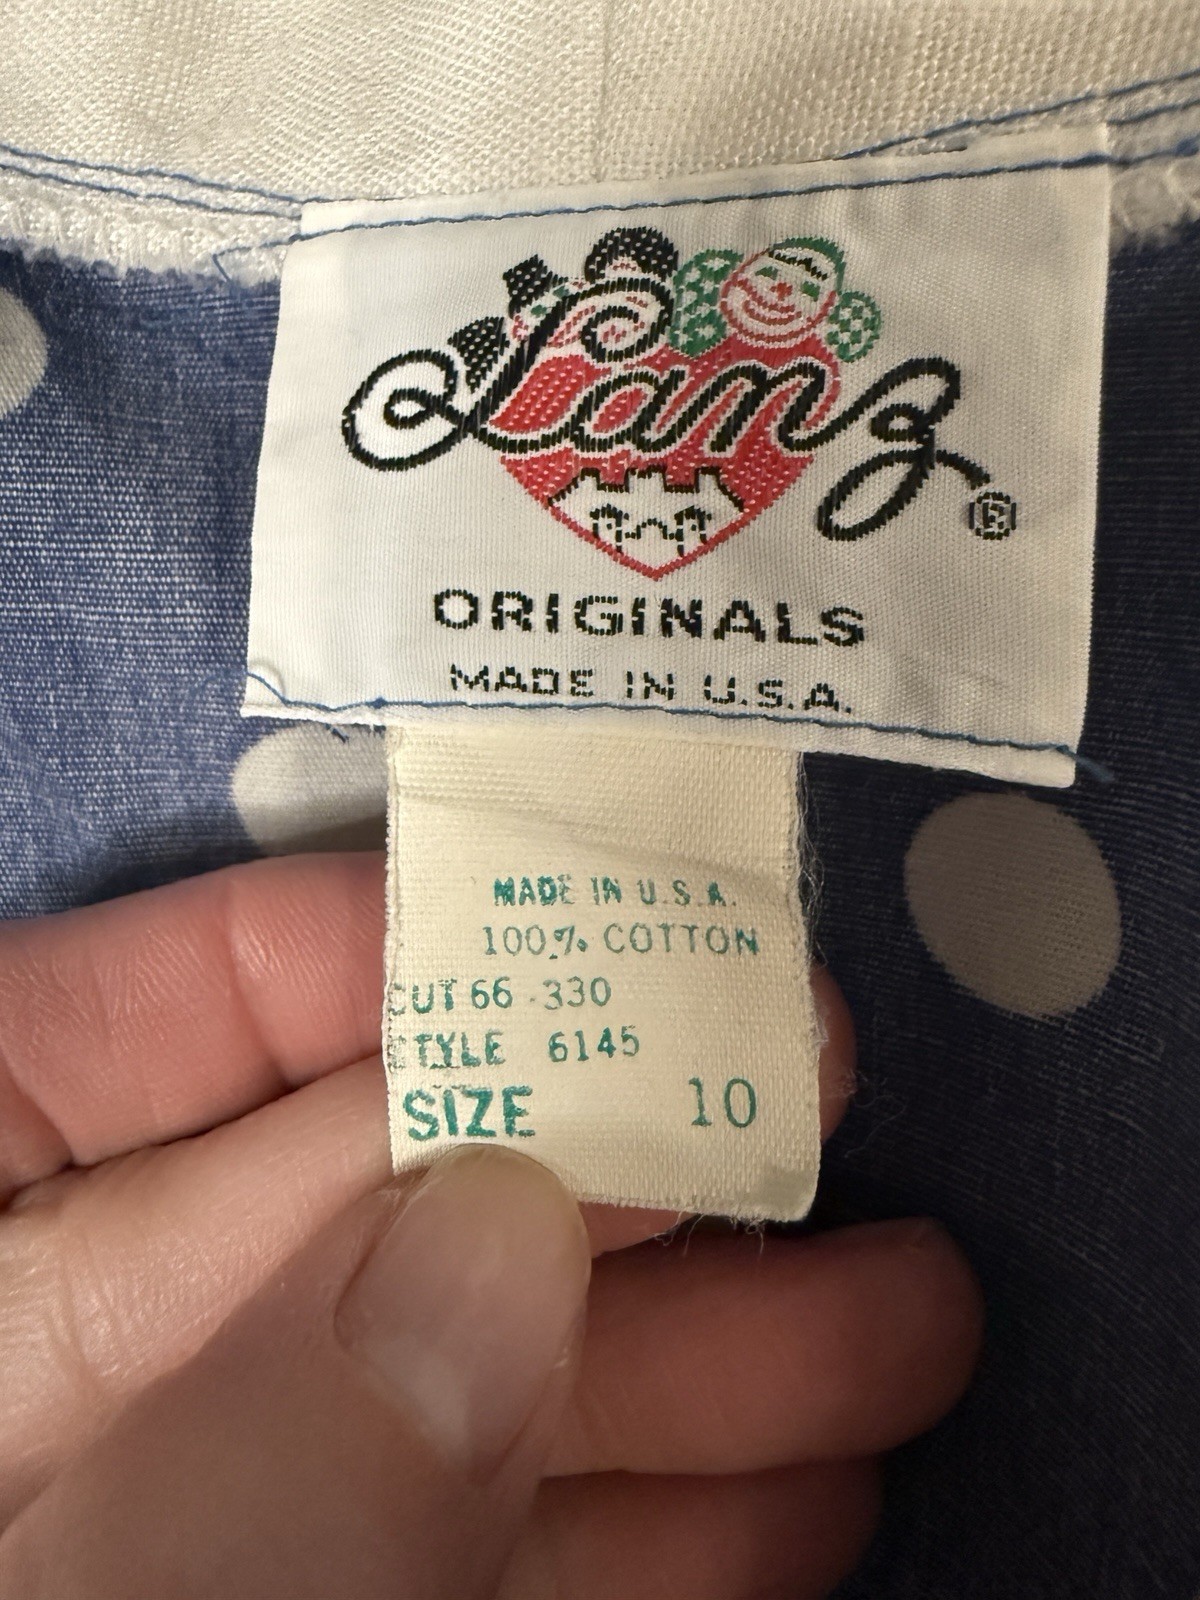 Lanz®
ORIGINALS
MADE IN U.S.A.
MADE IN U.S.A.
100% COTTON
CUT 66 330
STYLE 6145
SIZE 10